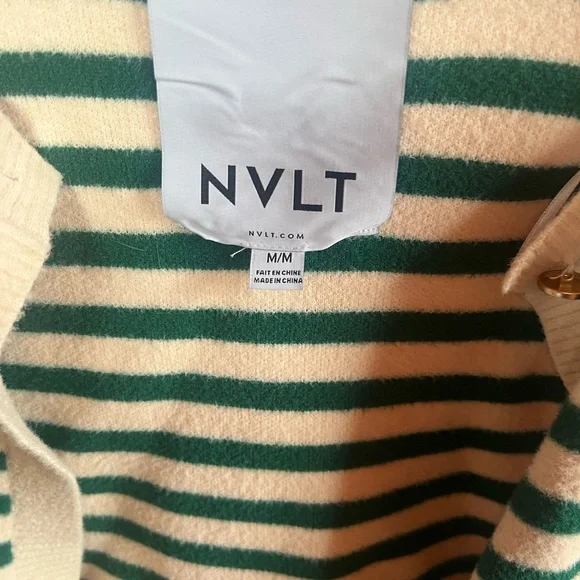 NVLT
NVLT.COM
M/M
FAIT EN CHINE
MADE IN CHINA